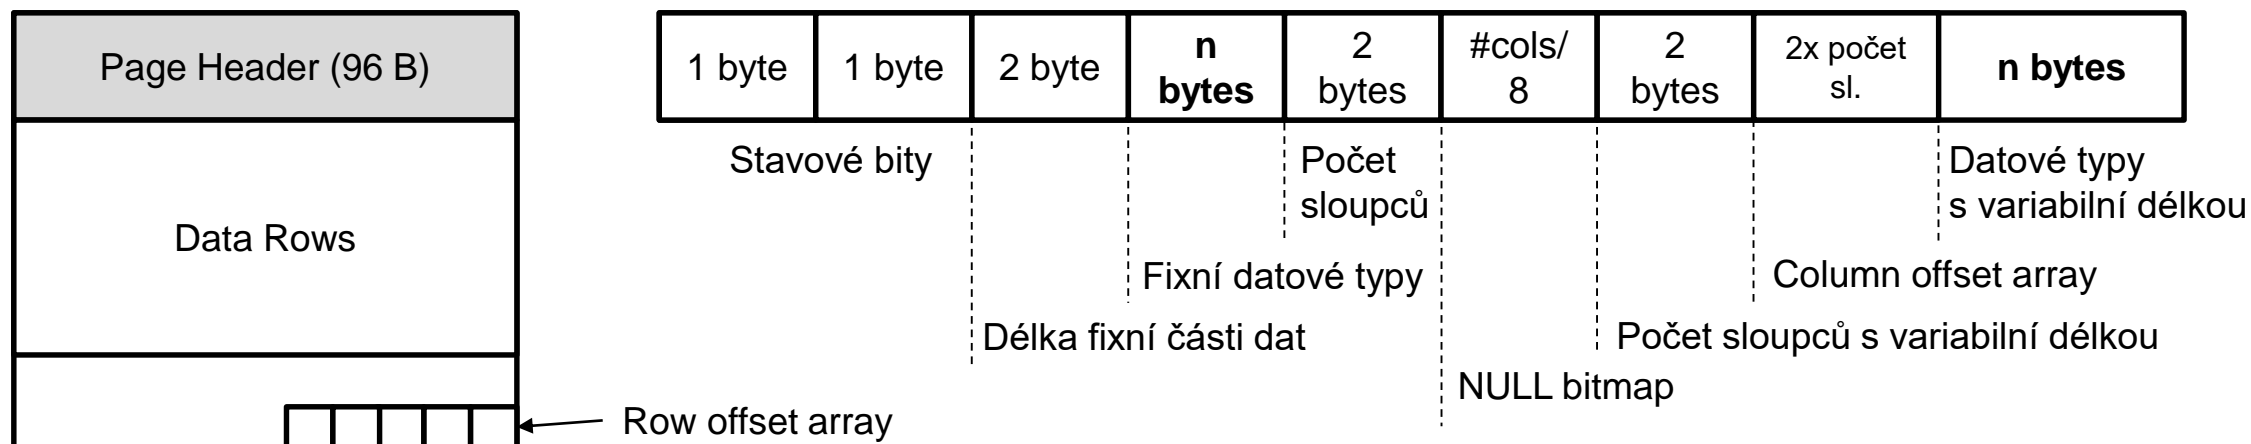 Page Header (96 B)
Data Rows
Row offset array
1 byte
1 byte
2 byte
n
bytes
2
bytes
#cols/
8
2
bytes
2x počet
sl.
n bytes
Stavové bity
Počet
sloupců
Datové typy
s variabilní délkou
Fixní datové typy
Column offset array
Délka fixní části dat
Počet sloupců s variabilní délkou
NULL bitmap